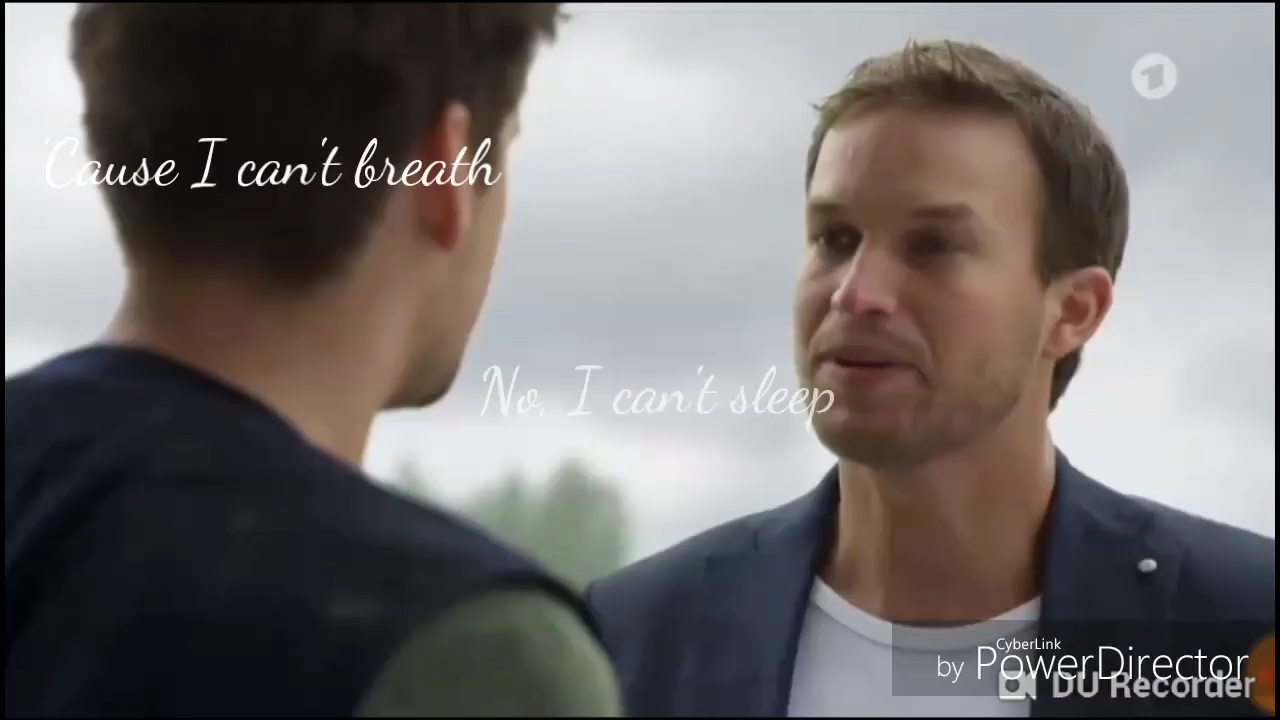 'Cause I can't breath
No, I can't sleep
CyberLink
by PowerDirector
DU Recorder